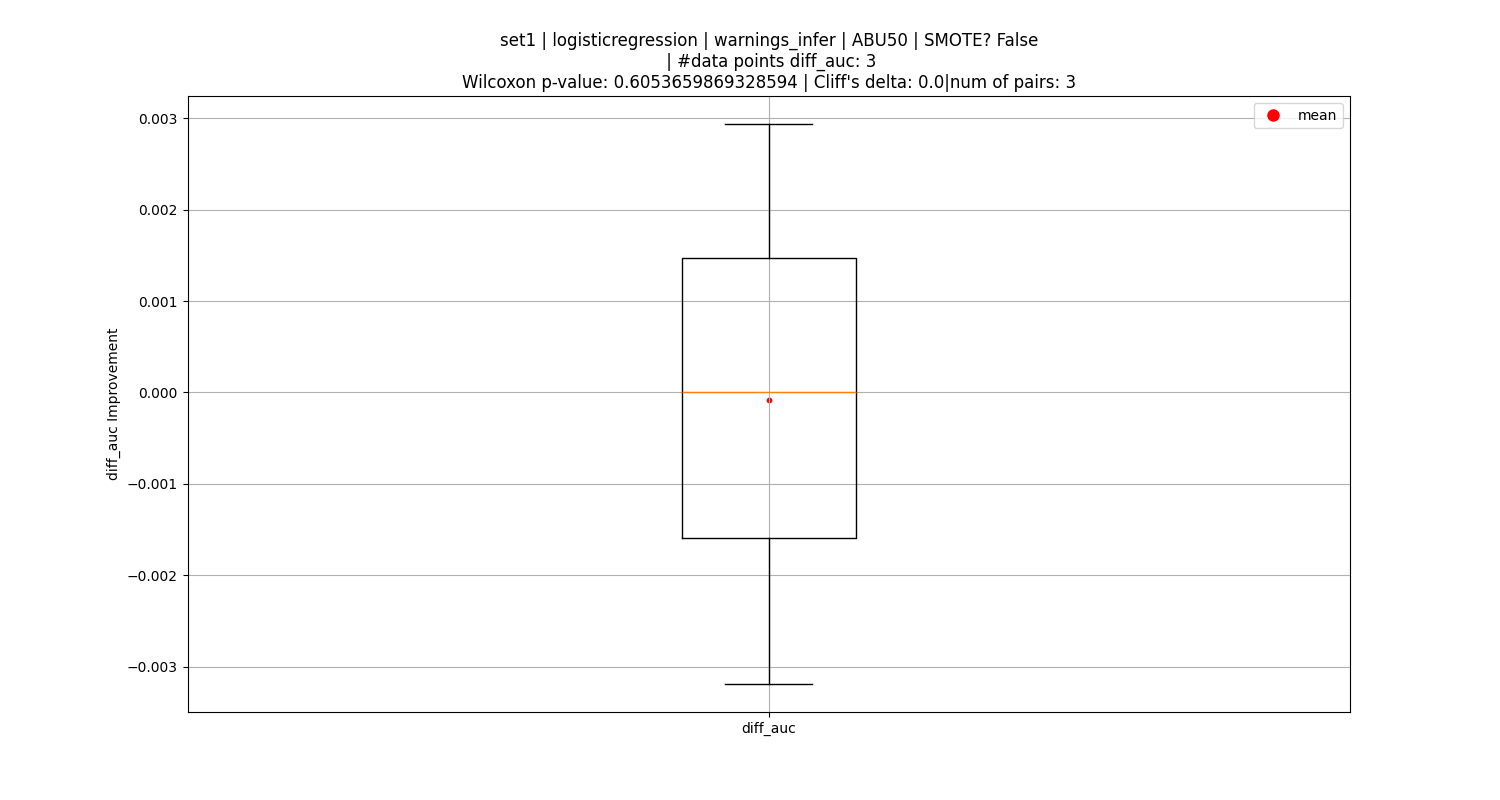 set1 | logisticregression | warnings_infer | ABU50 | SMOTE? False
| #data points diff_auc: 3
Wilcoxon p-value: 0.6053659869328594 | Cliff's delta: 0.0|num of pairs: 3
mean
0.003
0.002
0.001
0.000
−0.001
−0.002
−0.003
diff_auc Improvement
diff_auc